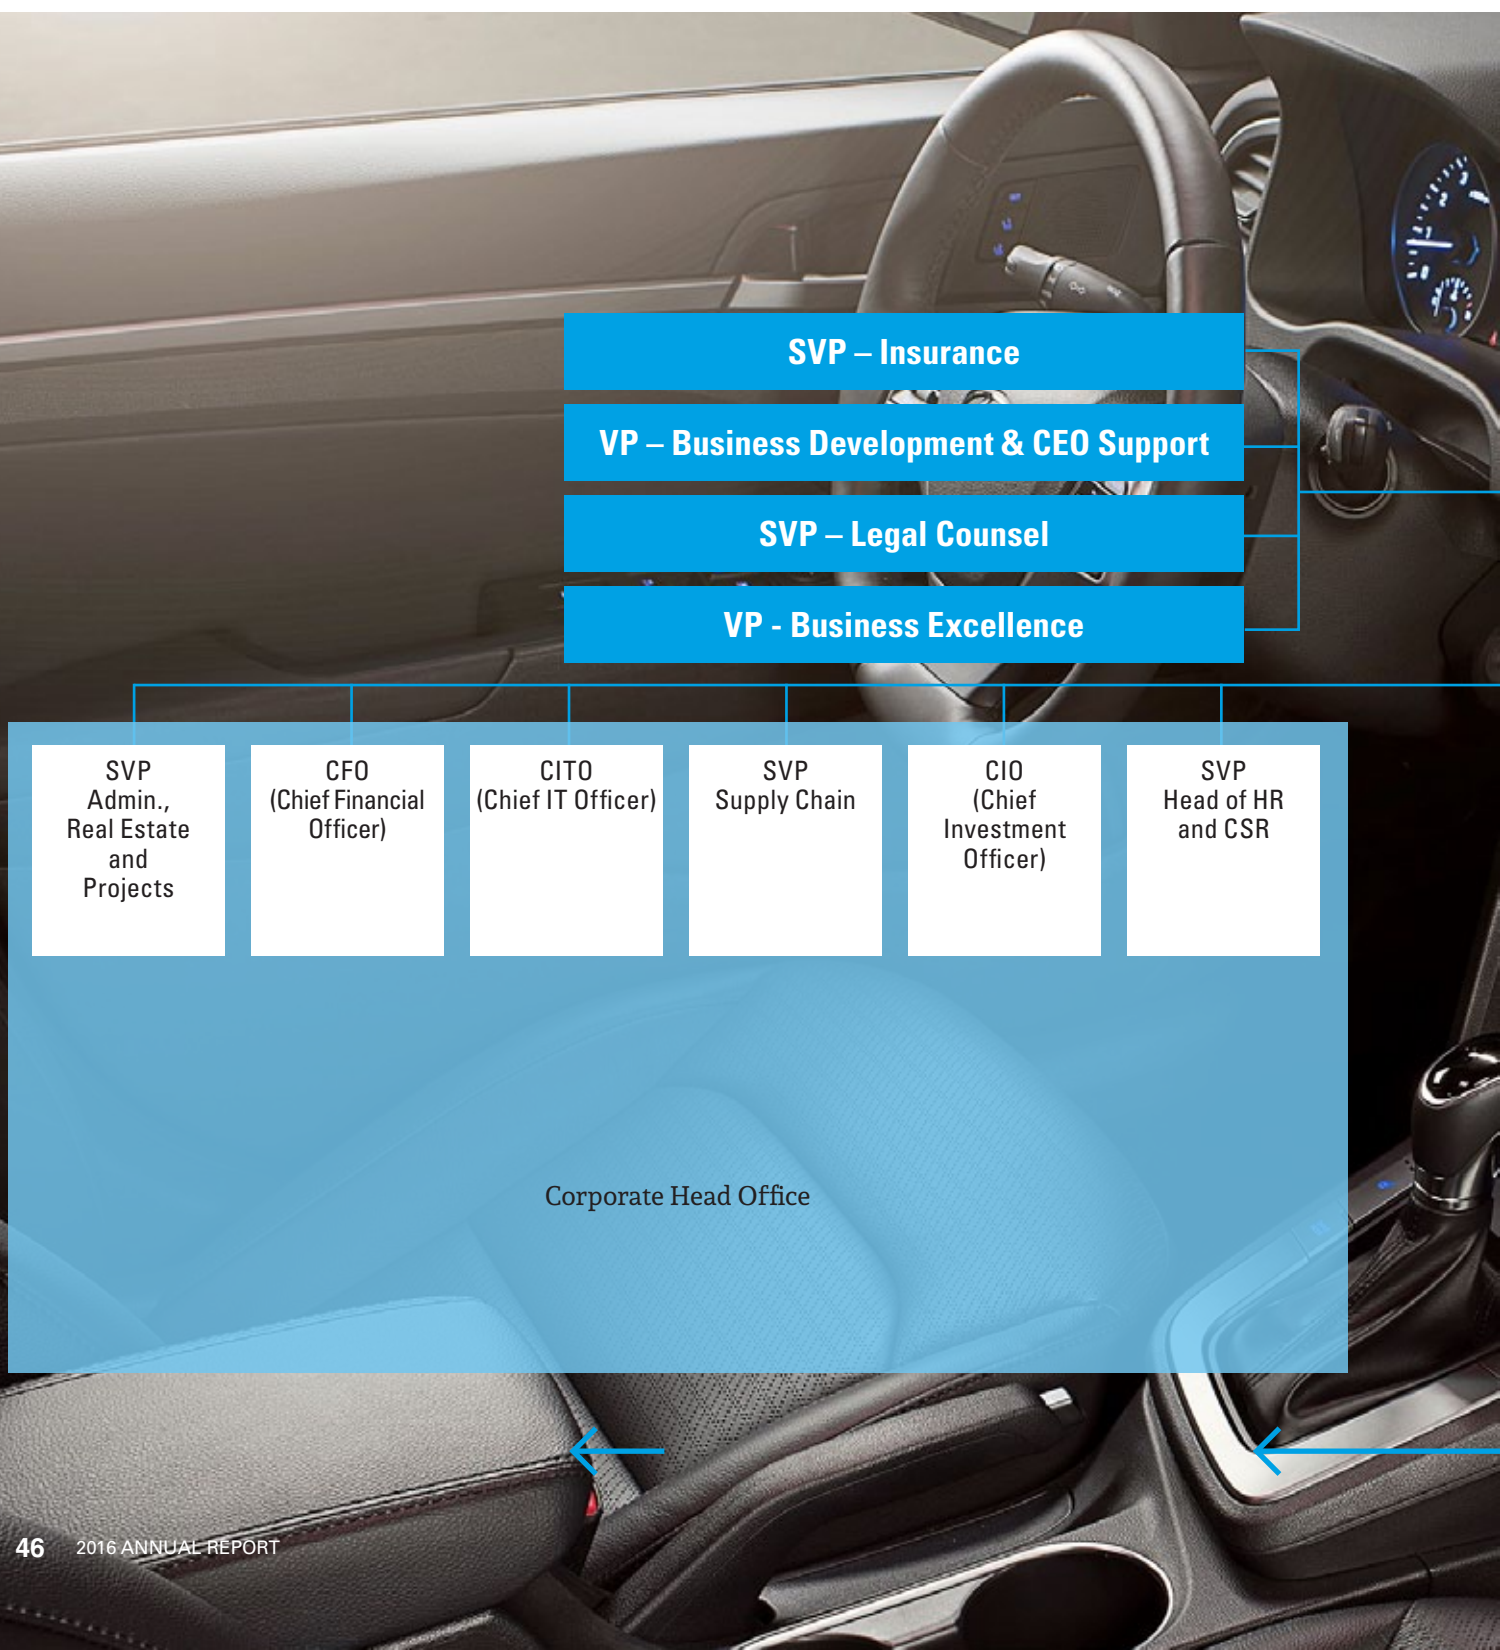 SVP – Insurance
VP – Business Development & CEO Support
SVP – Legal Counsel
VP - Business Excellence
SVP
Admin.,
Real Estate
and
Projects
CFO
(Chief Financial
Officer)
CITO
(Chief IT Officer)
SVP
Supply Chain
CIO
(Chief
Investment
Officer)
SVP
Head of HR
and CSR
Corporate Head Office
46 2016 ANNUAL REPORT